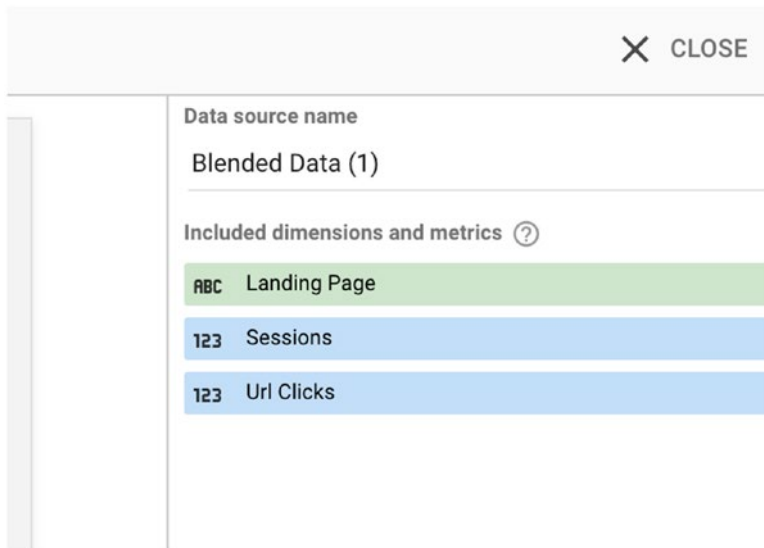 CLOSE
Data source name
Blended Data (1)
Included dimensions and metrics ?
ABC Landing Page
123 Sessions
123 Url Clicks